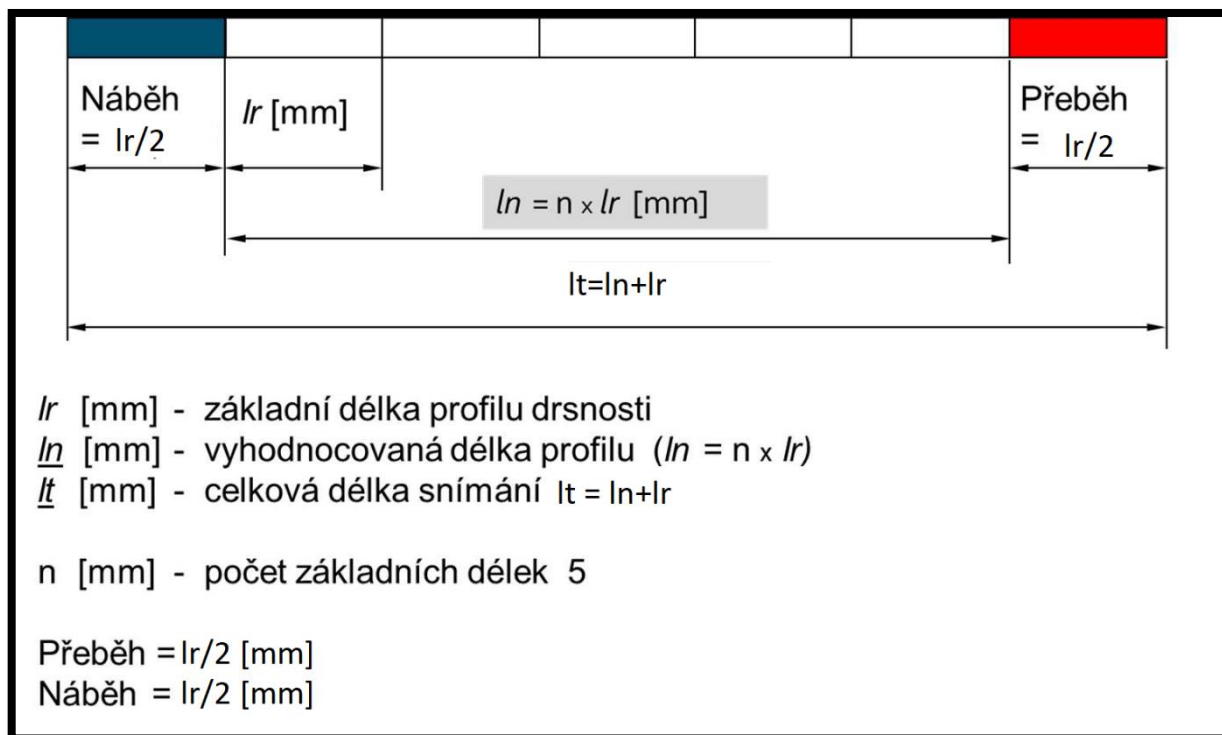 Náběh
= lr/2
lr [mm]
Přeběh
= lr/2
ln = n x lr [mm]
lt=ln+lr
lr [mm] - základní délka profilu drsnosti
ln [mm] - vyhodnocovaná délka profilu (ln = n x lr)
lt [mm] - celková délka snímání lt = ln+lr
n [mm] - počet základních délek 5
Přeběh = lr/2 [mm]
Náběh = lr/2 [mm]